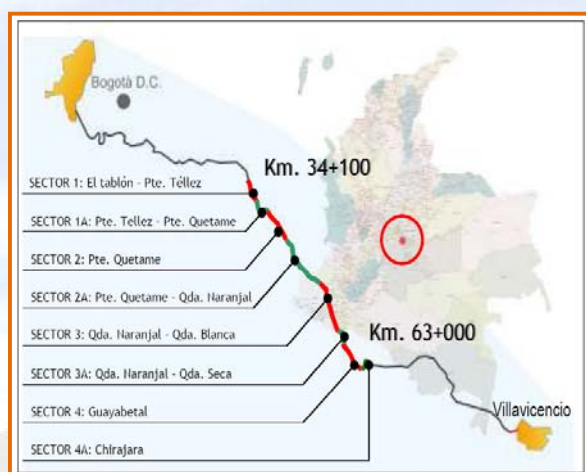 Bogotà D.C.
Km. 34+100
SECTOR 1: El tablón - Pte. Téllez
SECTOR 1A: Pte. Tellez - Pte. Quetame
SECTOR 2: Pte. Quetame
SECTOR 2A: Pte. Quetame - Qda. Naranjal
SECTOR 3: Qda. Naranjal - Qda. Blanca
Km. 63+000
SECTOR 3A: Qda. Naranjal - Qda. Seca
SECTOR 4: Guayabetal
Villavicencio
SECTOR 4A: Chirajara